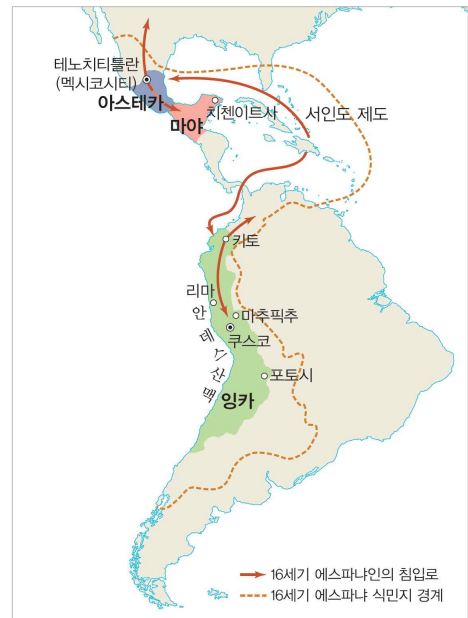 테노치티틀란
(멕시코시티)
아스테카
마야
치첸이트사
서인도 제도
키토
리마
마추픽추
쿠스코
안데스산맥
포토시
잉카
16세기 에스파냐인의 침입로
16세기 에스파냐 식민지 경계